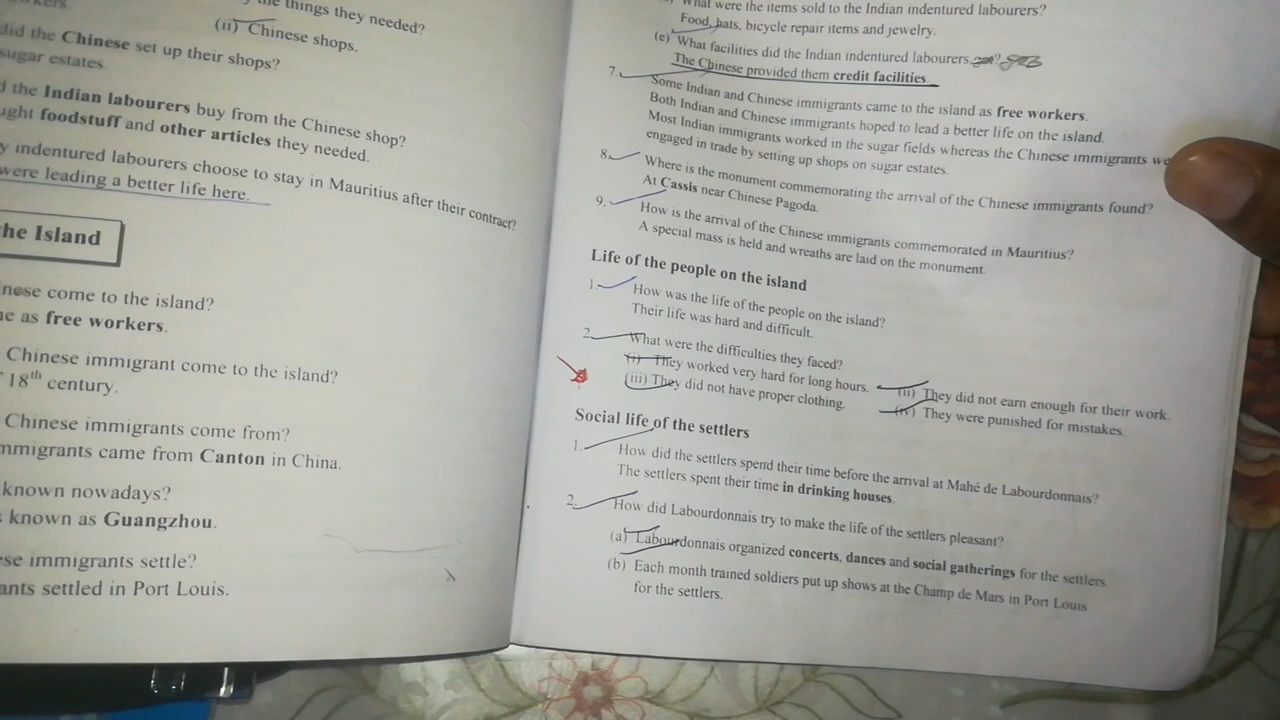 the things they needed?
(ii) Chinese shops.
did the Chinese set up their shops?
sugar estates.
the Indian labourers buy from the Chinese shop?
foodstuff and other articles they needed.
indentured labourers choose to stay in Mauritius after their contract?
were leading a better life here.
the Island
come to the island?
as free workers.
Chinese immigrant come to the island?
18th century.
Chinese immigrants come from?
immigrants came from Canton in China.
known nowadays?
known as Guangzhou.
immigrants settle?
settled in Port Louis.
What were the items sold to the Indian indentured labourers?
Food, hats, bicycle repair items and jewelry.
(e) What facilities did the Indian indentured labourers ?
The Chinese provided them credit facilities.
7. Some Indian and Chinese immigrants came to the island as free workers.
Both Indian and Chinese immigrants hoped to lead a better life on the island.
Most Indian immigrants worked in the sugar fields whereas the Chinese immigrants we
engaged in trade by setting up shops on sugar estates.
8. Where is the monument commemorating the arrival of the Chinese immigrants found?
At Cassis near Chinese Pagoda.
9. How is the arrival of the Chinese immigrants commemorated in Mauritius?
A special mass is held and wreaths are laid on the monument.
Life of the people on the island
1. How was the life of the people on the island?
Their life was hard and difficult.
2. What were the difficulties they faced?
(i) They worked very hard for long hours. (ii) They did not earn enough for their work.
(iii) They did not have proper clothing. (iv) They were punished for mistakes.
Social life of the settlers
1. How did the settlers spend their time before the arrival at Mahé de Labourdonnais?
The settlers spent their time in drinking houses.
2. How did Labourdonnais try to make the life of the settlers pleasant?
(a) Labourdonnais organized concerts, dances and social gatherings for the settlers
(b) Each month trained soldiers put up shows at the Champ de Mars in Port Louis
for the settlers.